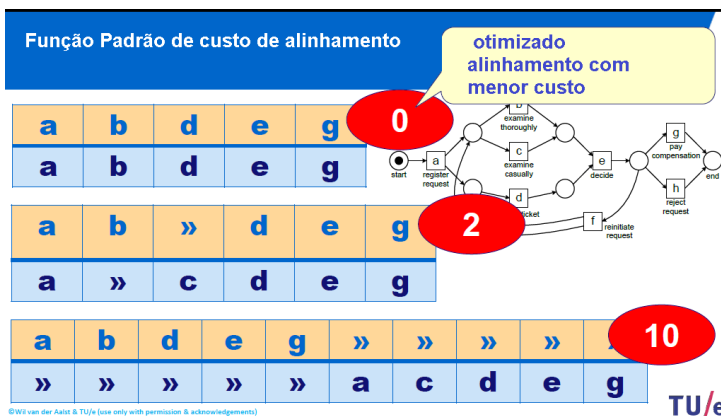 Função Padrão de custo de alinhamento
otimizado
alinhamento com
menor custo
a b d e g
a b d e g
0
a b » d e g
a » c d e g
2
a b d e g » » » »
» » » » » a c d e g
10
start
a
register
request
examine
thoroughly
c
examine
casually
d
ticket
e
decide
f
reinitiate
request
g
pay
compensation
h
reject
request
end
©Wil van der Aalst & TU/e (use only with permission & acknowledgements)
TU/e